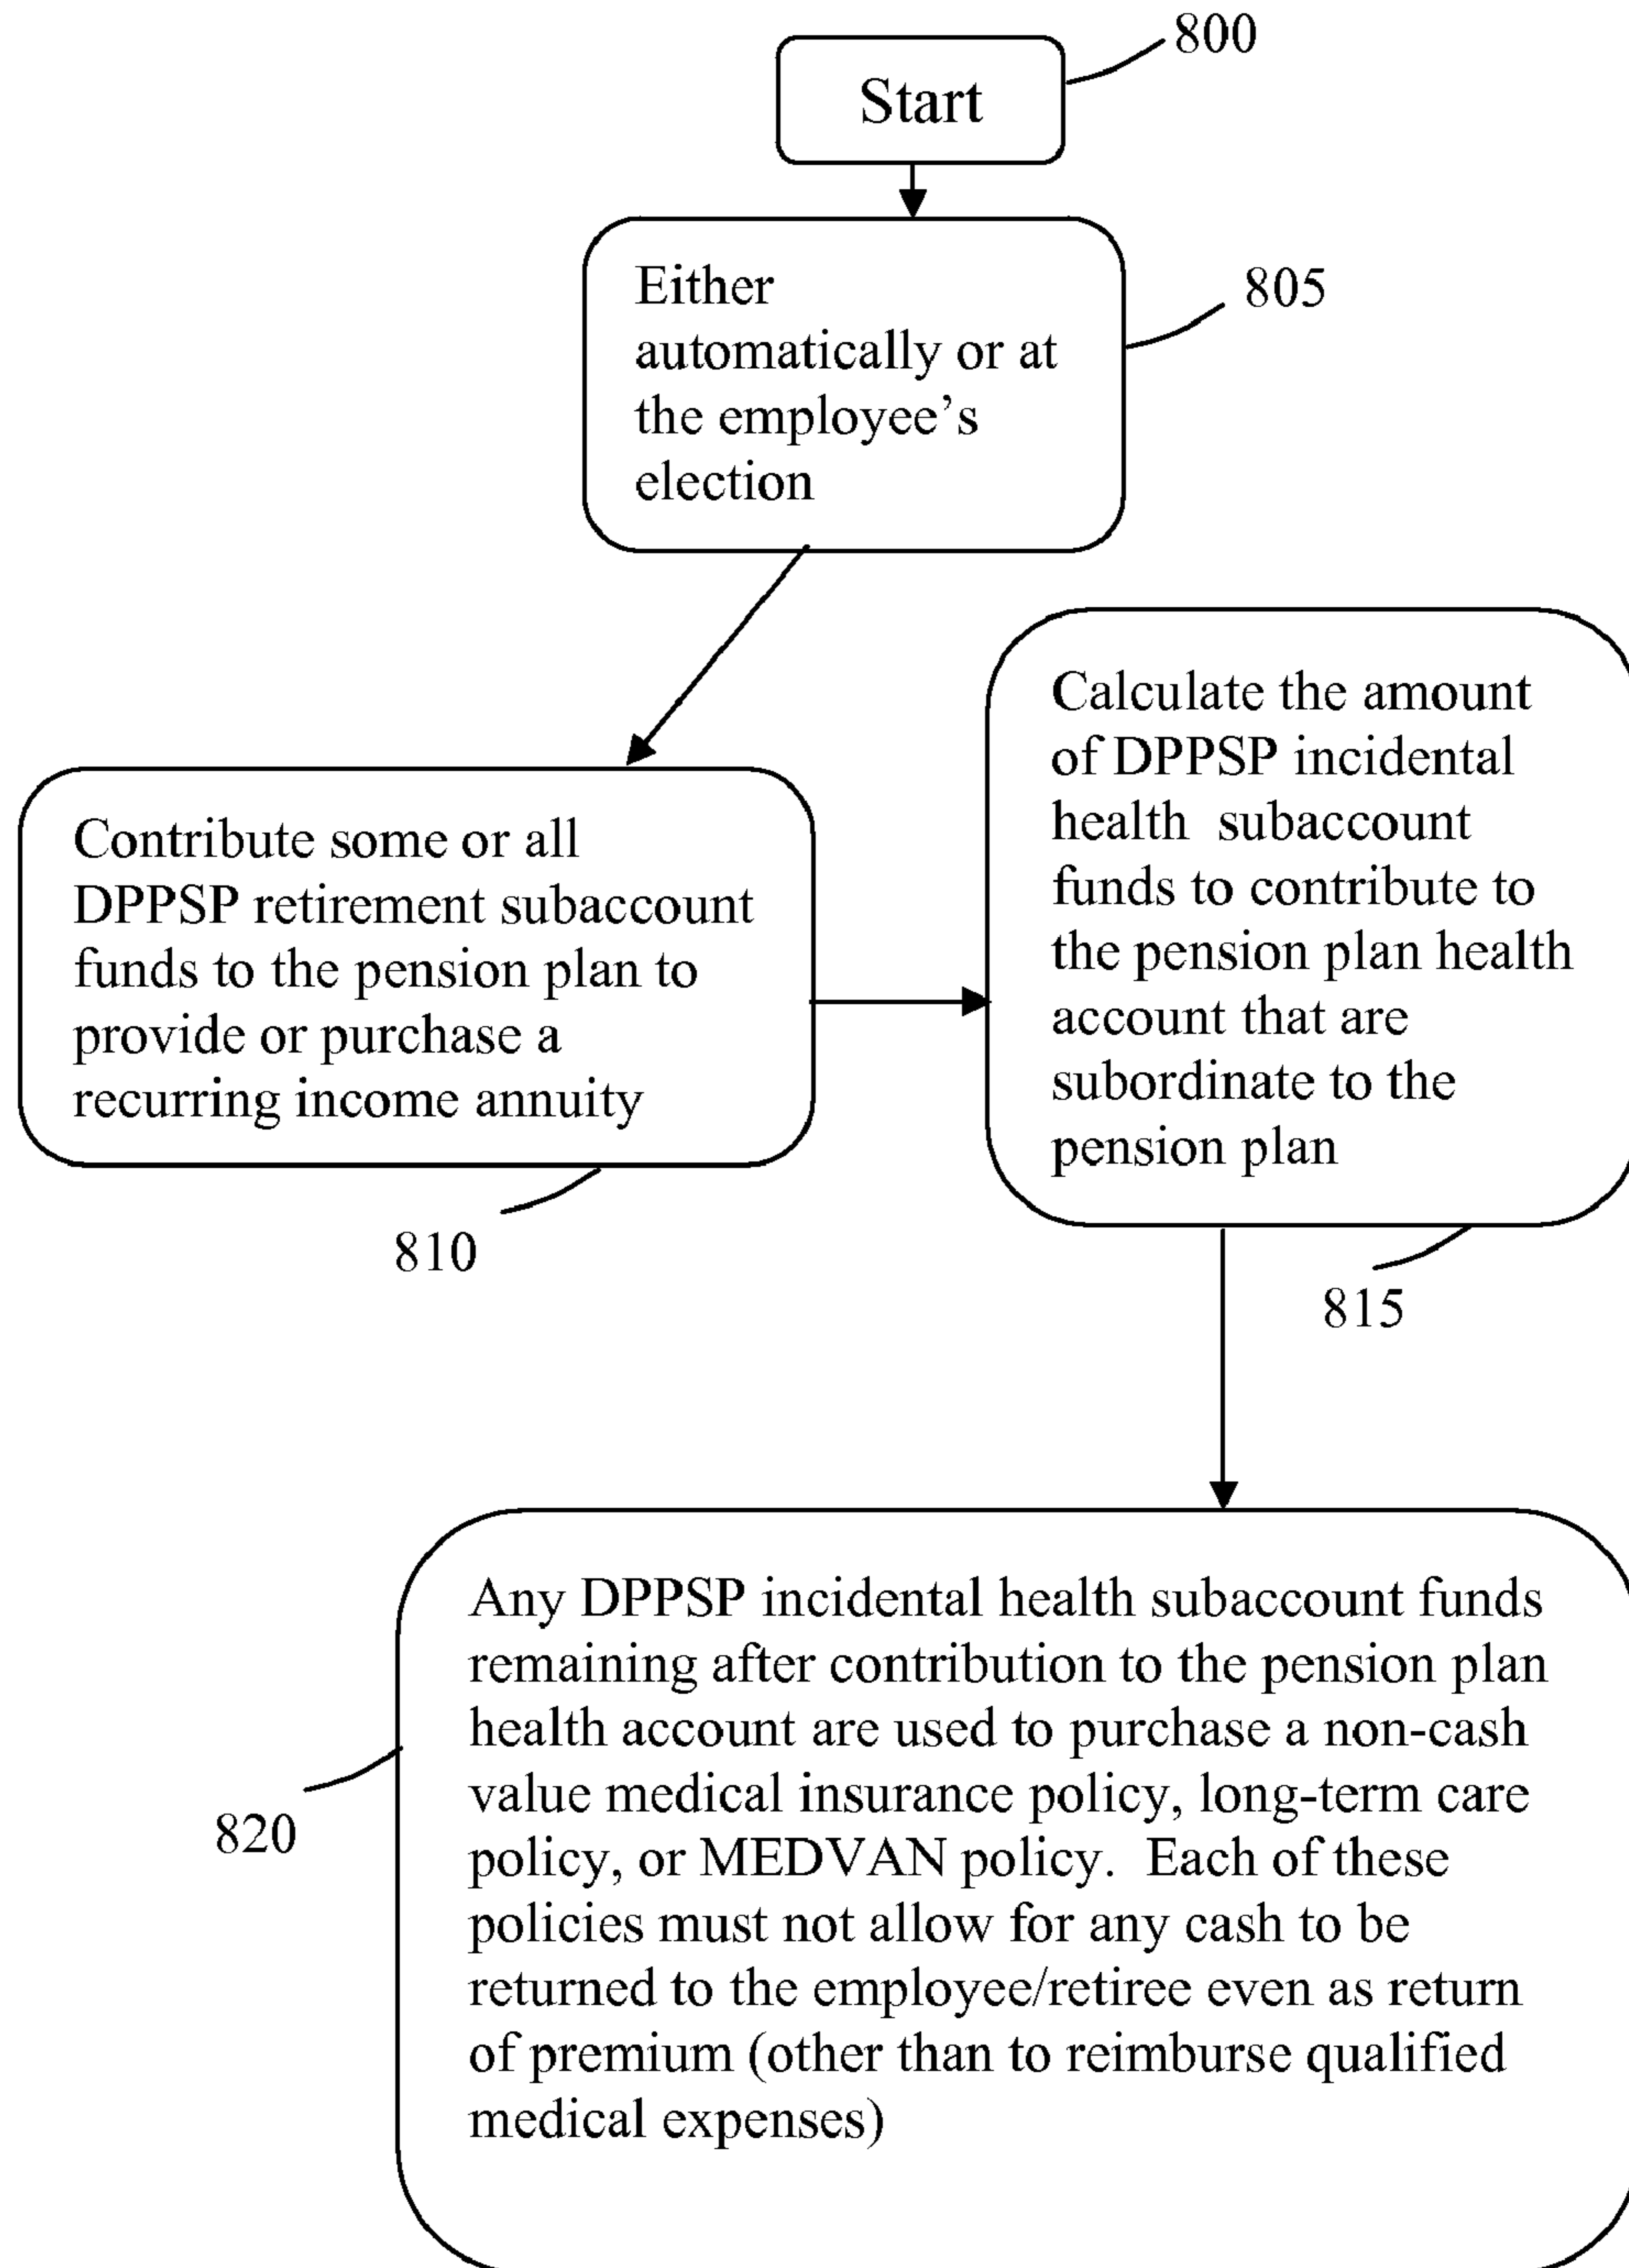 800
Start
805
Either
automatically or at
the employee’s
election
Contribute some or all
DPPSP retirement subaccount
funds to the pension plan to
provide or purchase a
recurring income annuity
810
Calculate the amount
of DPPSP incidental
health  subaccount
funds to contribute to
the pension plan health
account that are
subordinate to the
pension plan
815
820
Any DPPSP incidental health subaccount funds
remaining after contribution to the pension plan
health account are used to purchase a non-cash
value medical insurance policy, long-term care
policy, or MEDVAN policy.  Each of these
policies must not allow for any cash to be
returned to the employee/retiree even as return
of premium (other than to reimburse qualified
medical expenses)